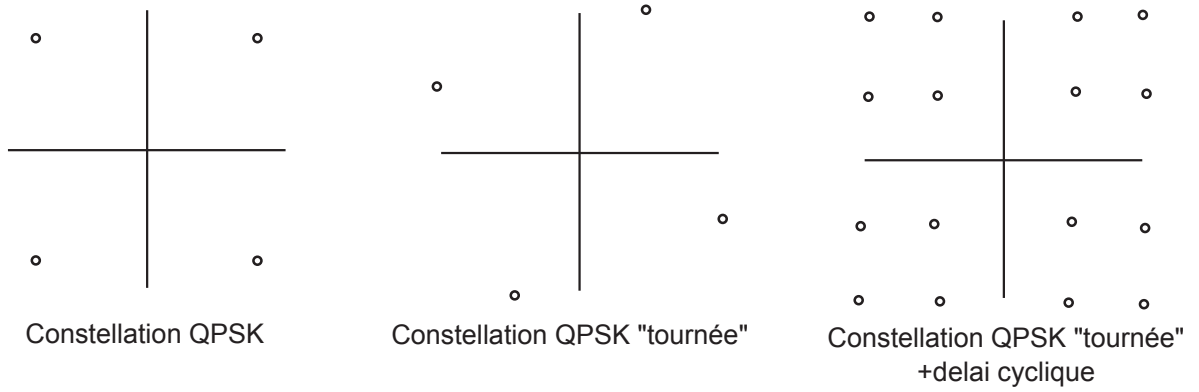 Constellation QPSK
Constellation QPSK "tournée"
Constellation QPSK "tournée"
+delai cyclique